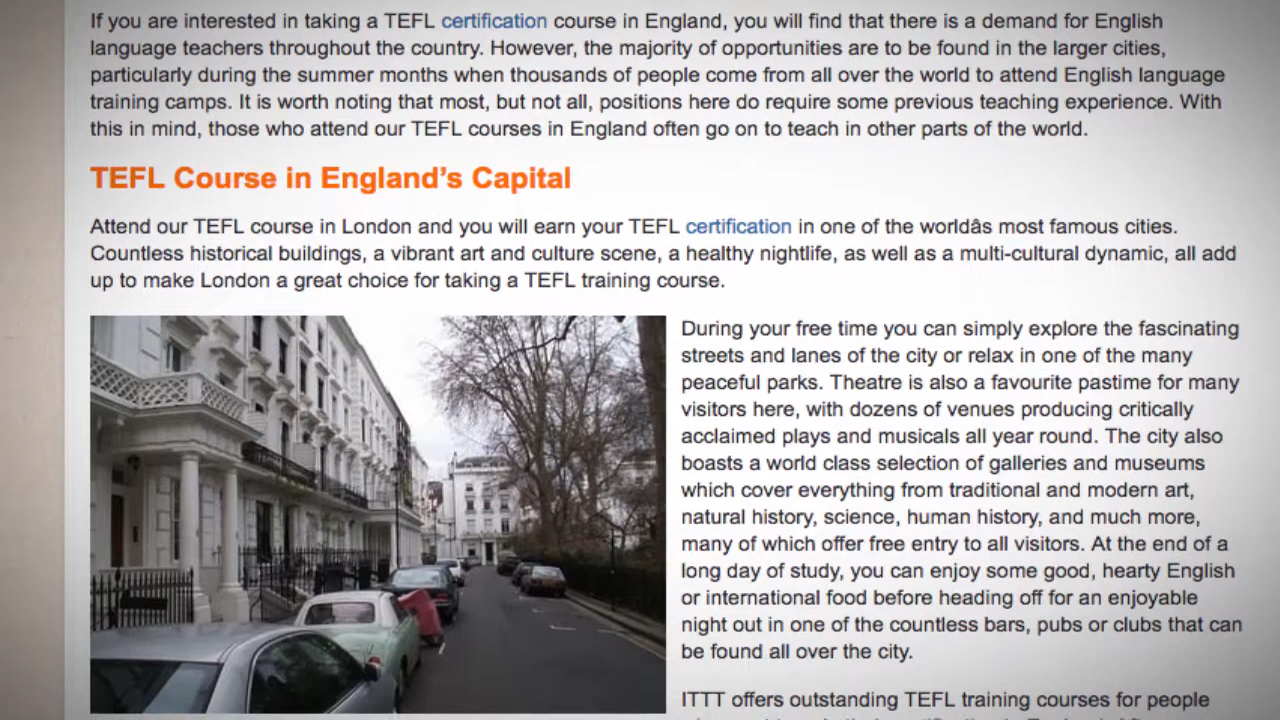 If you are interested in taking a TEFL certification course in England, you will find that there is a demand for English
language teachers throughout the country. However, the majority of opportunities are to be found in the larger cities,
particularly during the summer months when thousands of people come from all over the world to attend English language
training camps. It is worth noting that most, but not all, positions here do require some previous teaching experience. With
this in mind, those who attend our TEFL courses in England often go on to teach in other parts of the world.
TEFL Course in England’s Capital
Attend our TEFL course in London and you will earn your TEFL certification in one of the worldâs most famous cities.
Countless historical buildings, a vibrant art and culture scene, a healthy nightlife, as well as a multi-cultural dynamic, all add
up to make London a great choice for taking a TEFL training course.
During your free time you can simply explore the fascinating
streets and lanes of the city or relax in one of the many
peaceful parks. Theatre is also a favourite pastime for many
visitors here, with dozens of venues producing critically
acclaimed plays and musicals all year round. The city also
boasts a world class selection of galleries and museums
which cover everything from traditional and modern art,
natural history, science, human history, and much more,
many of which offer free entry to all visitors. At the end of a
long day of study, you can enjoy some good, hearty English
or international food before heading off for an enjoyable
night out in one of the countless bars, pubs or clubs that can
be found all over the city.
ITTT offers outstanding TEFL training courses for people